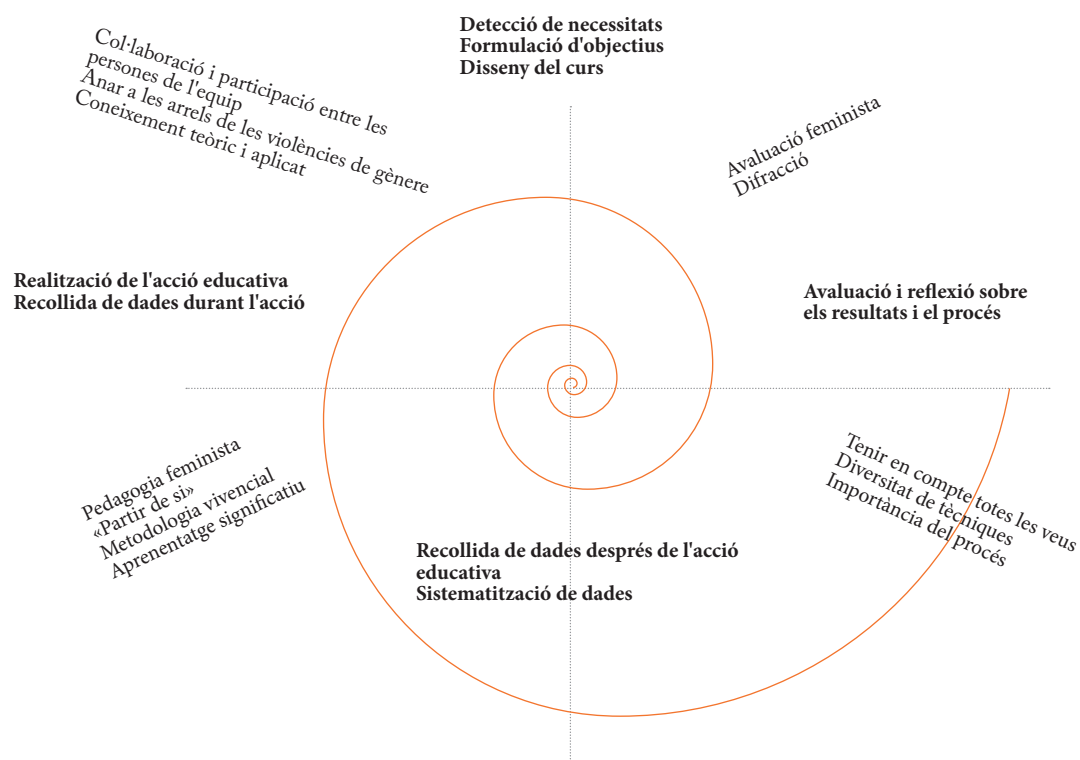 Detecció de necessitats
Formulació d'objectius
Disseny del curs
Col·laboració i participació entre les
persones de l'equip
Anar a les arrels de les violències de gènere
Coneixement teòric i aplicat
Avaluació feminista
Difracció
Realització de l'acció educativa
Recollida de dades durant l'acció
Avaluació i reflexió sobre
els resultats i el procés
Pedagogia feminista
«Partir de si»
Metodologia vivencial
Aprenentatge significatiu
Tenir en compte totes les veus
Diversitat de tècniques
Importància del procés
Recollida de dades després de l'acció
educativa
Sistematització de dades